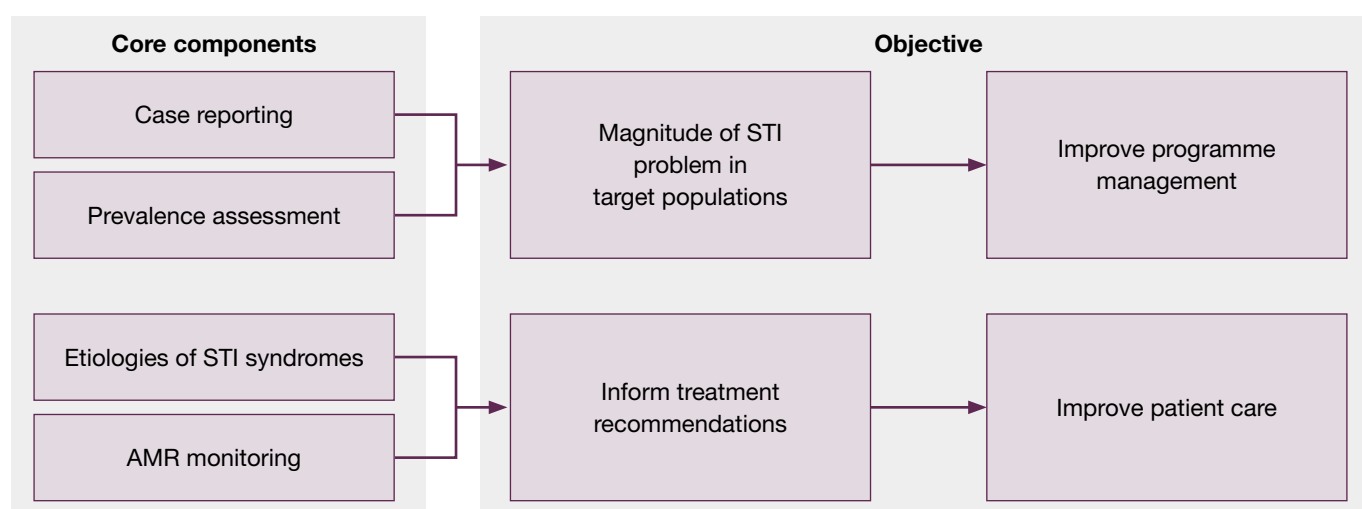 Core components
Objective
Case reporting
Prevalence assessment
Magnitude of STI
problem in
target populations
Improve programme
management
Etiologies of STI syndromes
AMR monitoring
Inform treatment
recommendations
Improve patient care